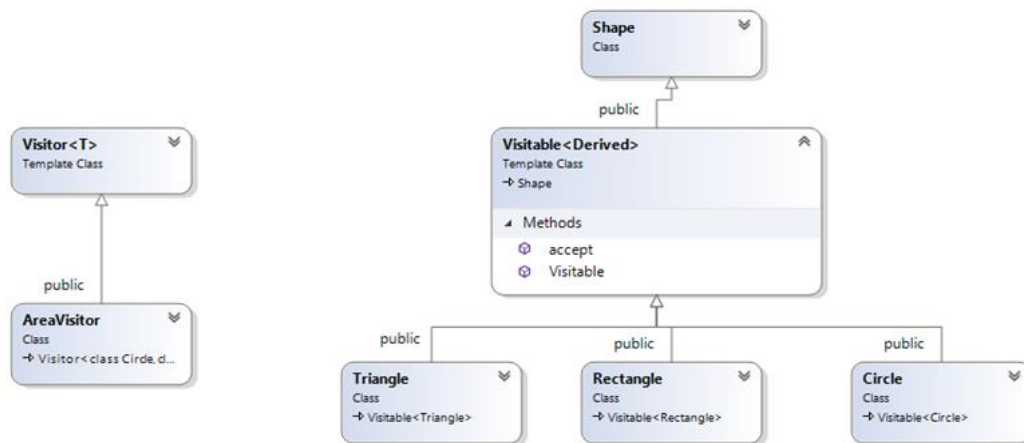 Shape
Class
public
Visitor<T>
Template Class
Visitable<Derived>
Template Class
Shape
Methods
accept
Visitable
public
AreaVisitor
Class
Visitor<class Circle, d...
public
public
public
Triangle
Class
Visitable<Triangle>
Rectangle
Class
Visitable<Rectangle>
Circle
Class
Visitable<Circle>